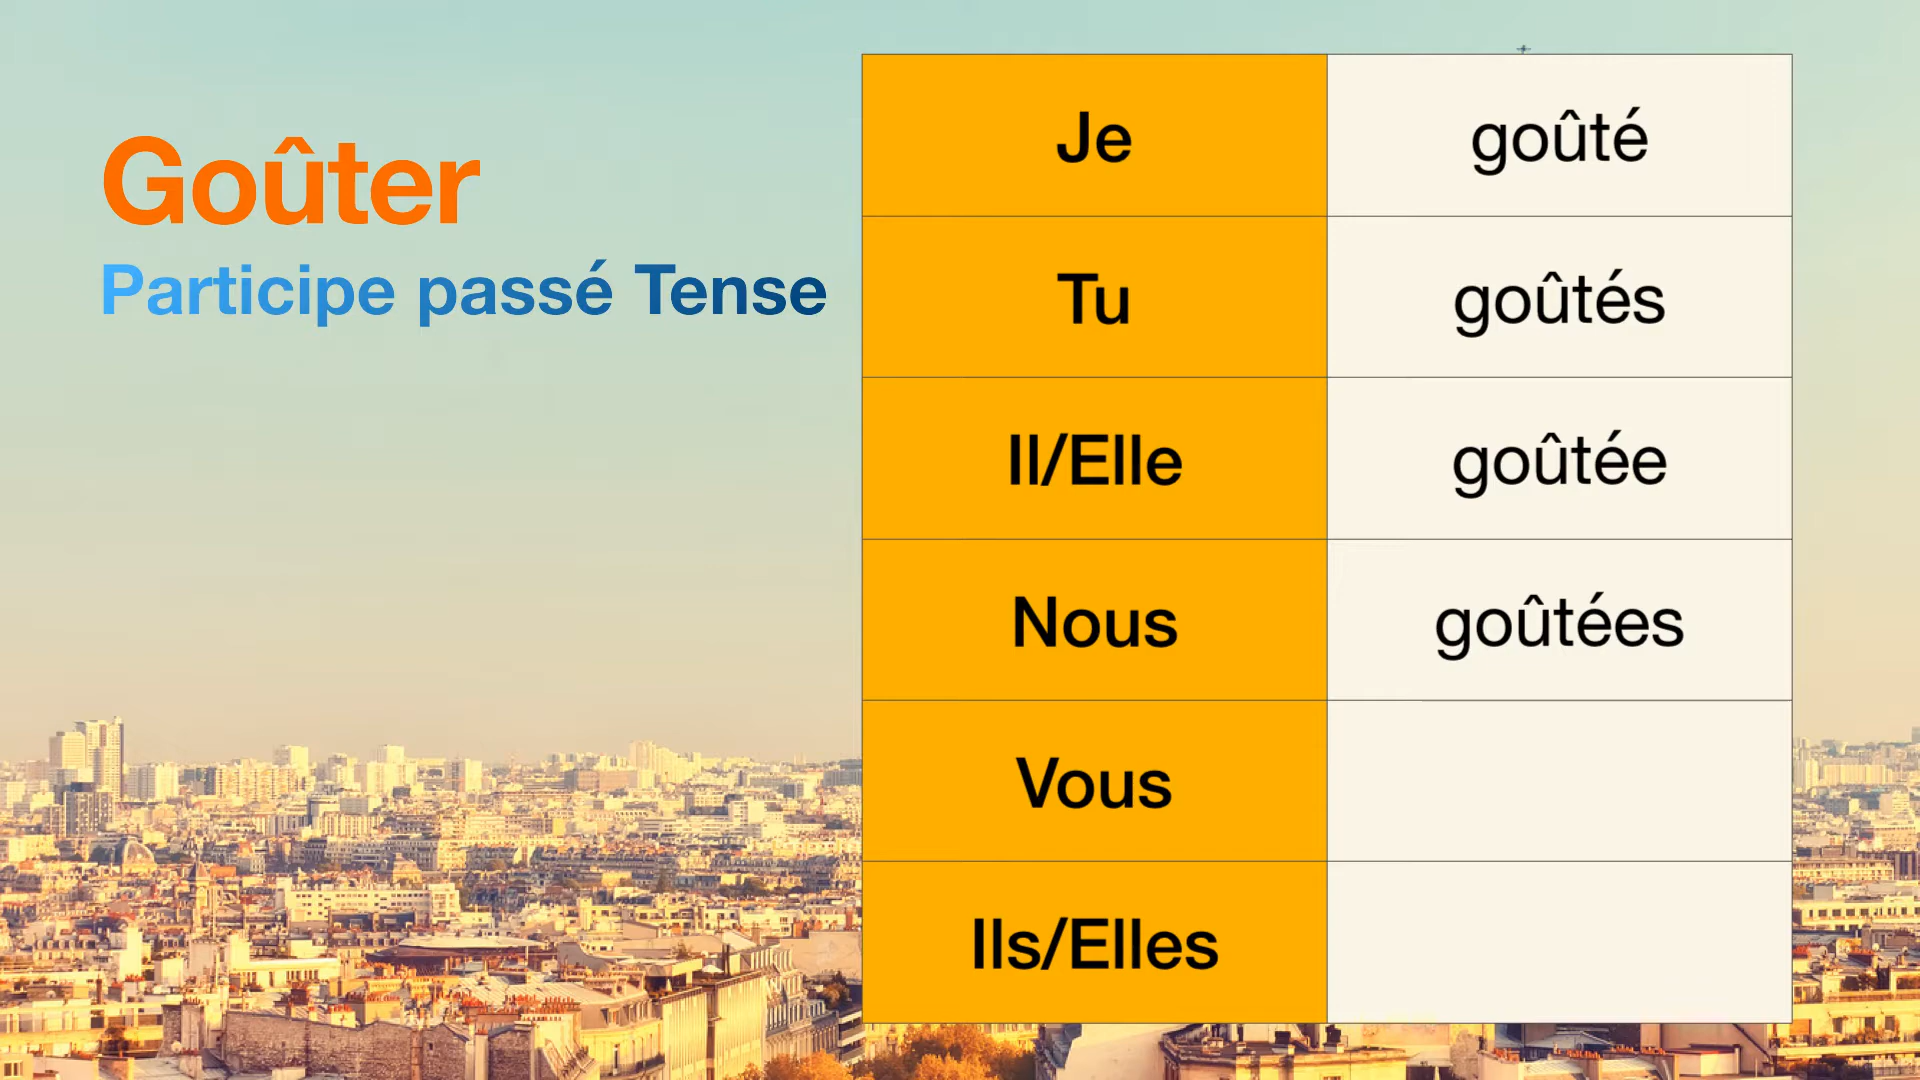 Goûter
Participe passé Tense
Je goûté
Tu goûtés
Il/Elle goûtée
Nous goûtées
Vous
Ils/Elles